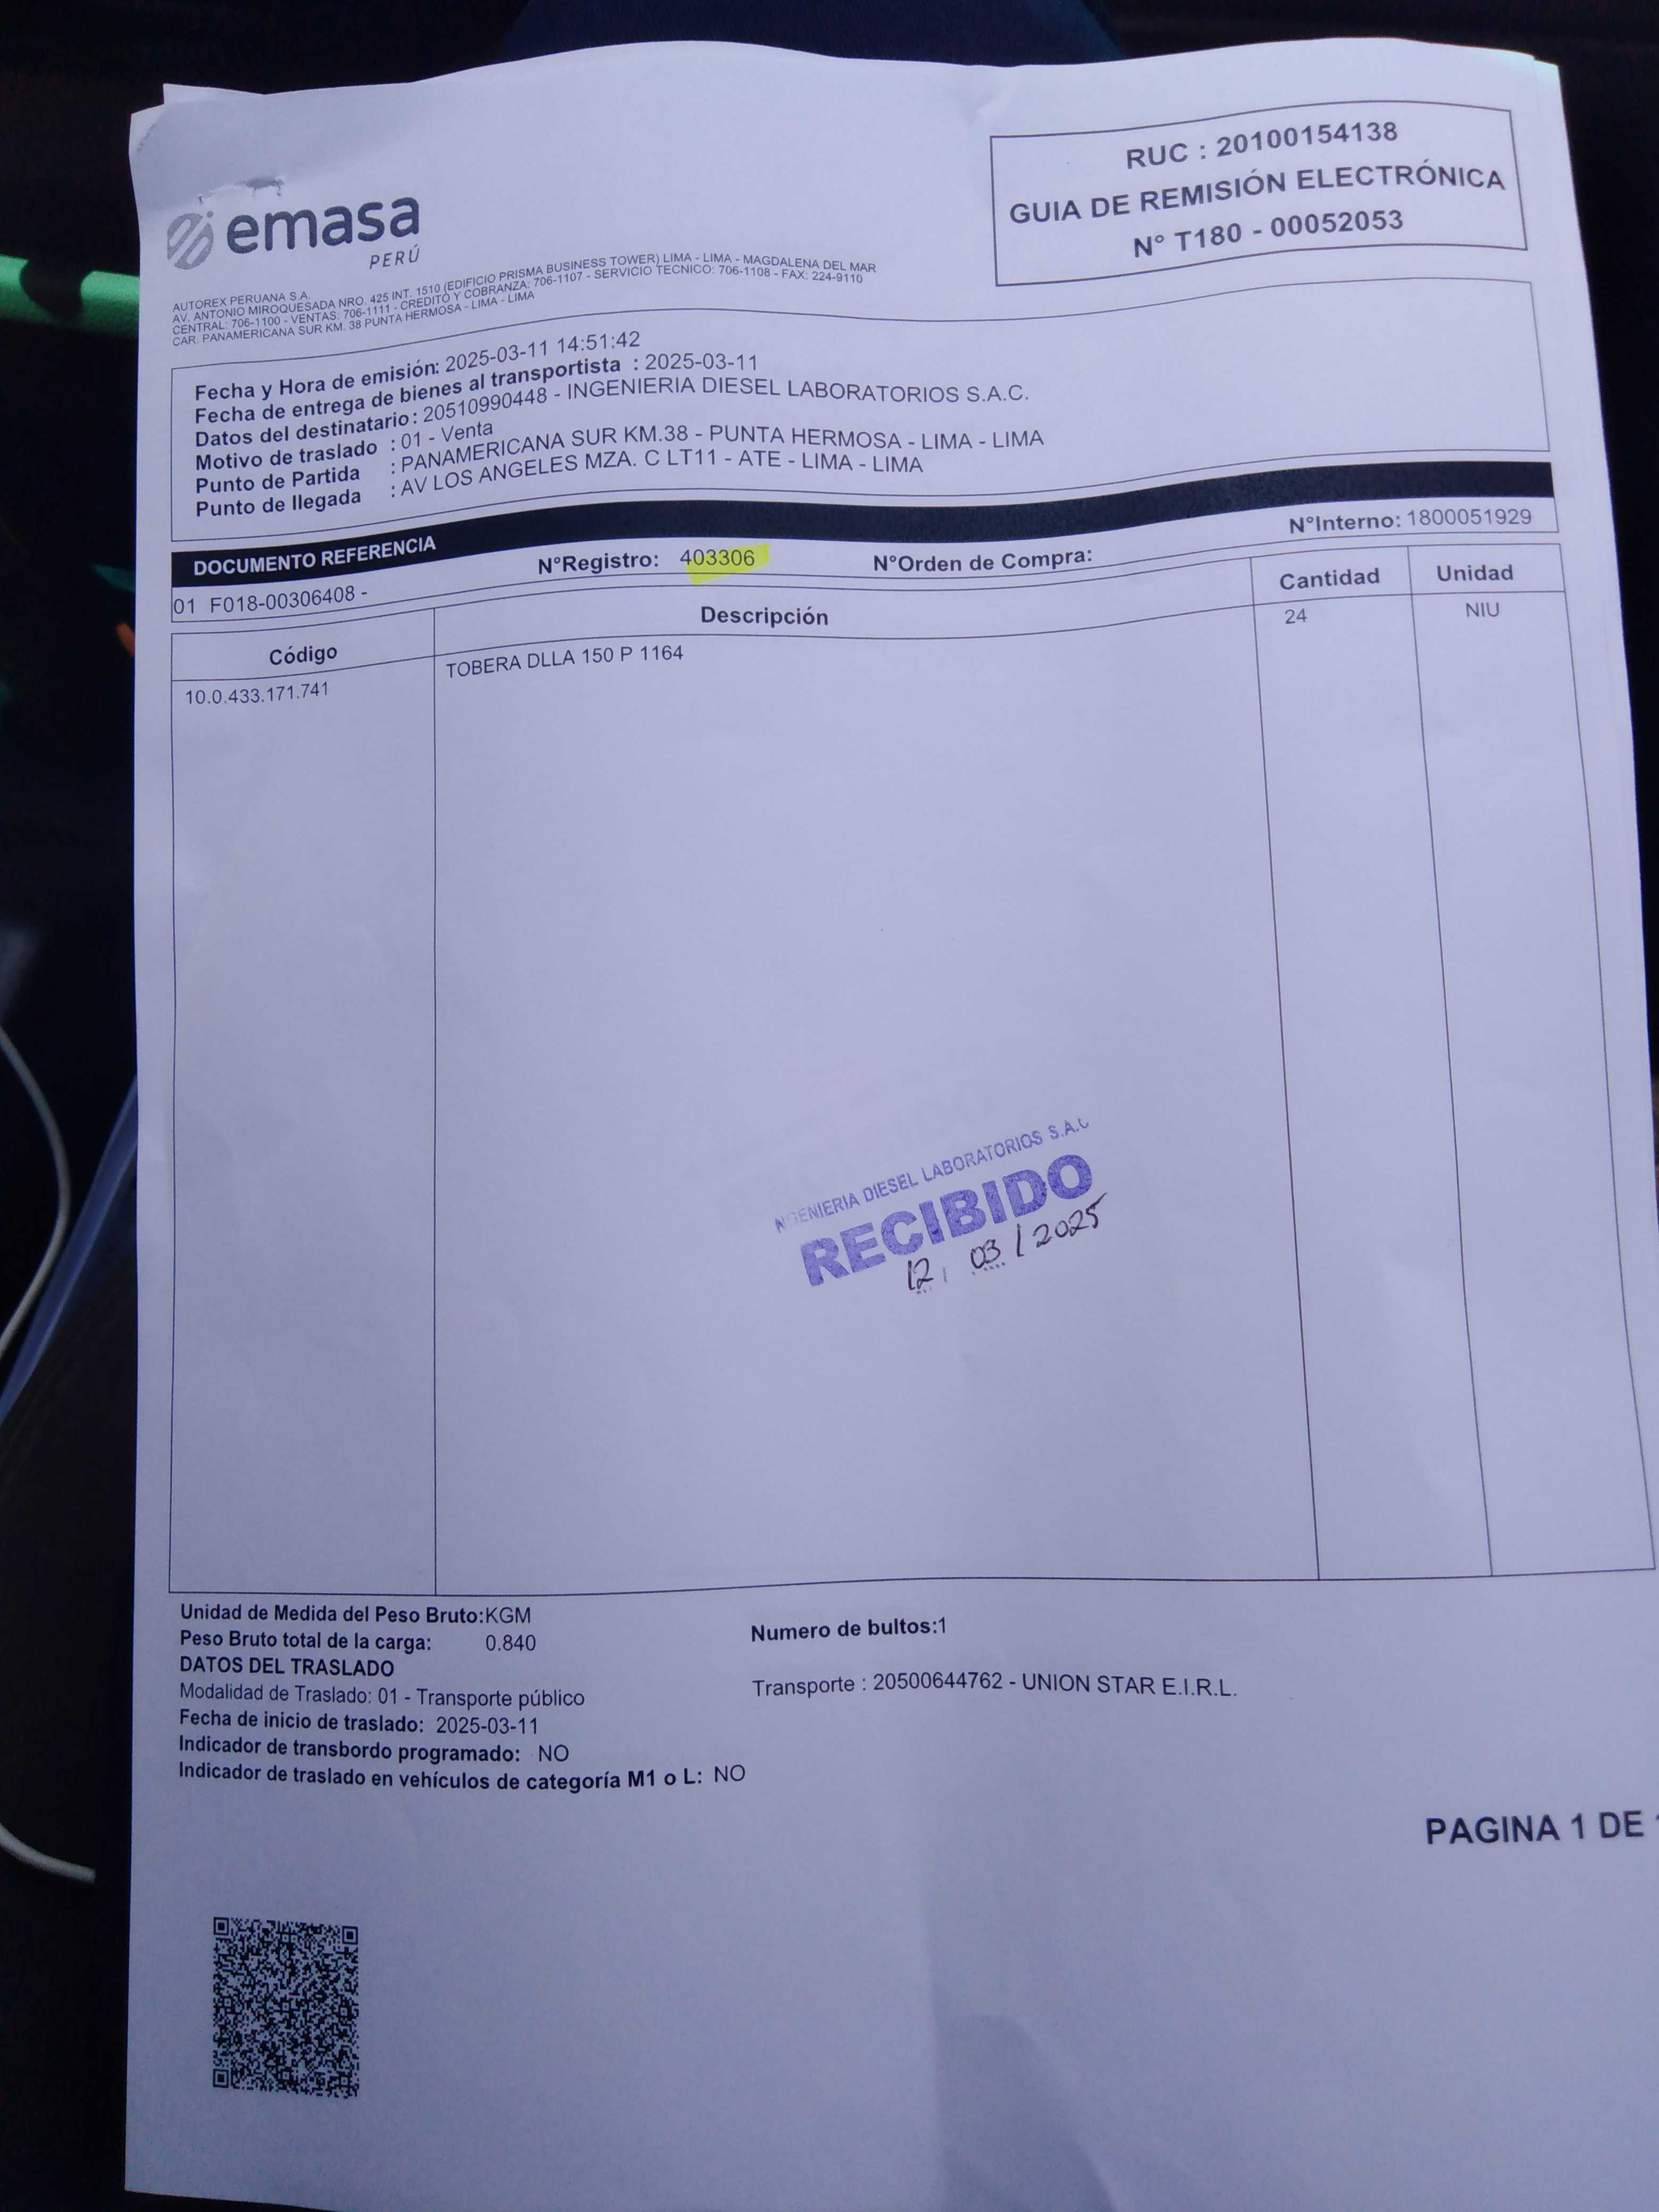 emasa
PERÚ
RUC : 20100154138
GUIA DE REMISIÓN ELECTRÓNICA
N° T180 - 00052053
AUTOREX PERUANA S.A.
AV. ANTONIO MIROQUESADA NRO. 425 INT. 1510 (EDIFICIO PRISMA BUSINESS TOWER) LIMA - LIMA - MAGDALENA DEL MAR
CENTRAL: 706-1100 - VENTAS: 706-1111 - CREDITO Y COBRANZA: 706-1107 - SERVICIO TECNICO: 706-1108 - FAX: 224-9110
CAR. PANAMERICANA SUR KM. 38 PUNTA HERMOSA - LIMA - LIMA
Fecha y Hora de emisión: 2025-03-11 14:51:42
Fecha de entrega de bienes al transportista : 2025-03-11
Datos del destinatario: 20510990448 - INGENIERIA DIESEL LABORATORIOS S.A.C.
Motivo de traslado : 01 - Venta
Punto de Partida : PANAMERICANA SUR KM.38 - PUNTA HERMOSA - LIMA - LIMA
Punto de llegada : AV LOS ANGELES MZA. C LT11 - ATE - LIMA - LIMA
DOCUMENTO REFERENCIA
01 F018-00306408 - N°Registro: 403306 N°Orden de Compra: N°Interno: 1800051929
Código Descripción Cantidad Unidad
10.0.433.171.741 TOBERA DLLA 150 P 1164 24 NIU
NGENIERIA DIESEL LABORATORIOS S.A.C
RECIBIDO
12 / 03 / 2025
Unidad de Medida del Peso Bruto:KGM
Peso Bruto total de la carga: 0.840 Numero de bultos:1
DATOS DEL TRASLADO
Modalidad de Traslado: 01 - Transporte público Transporte : 20500644762 - UNION STAR E.I.R.L.
Fecha de inicio de traslado: 2025-03-11
Indicador de transbordo programado: NO
Indicador de traslado en vehículos de categoría M1 o L: NO
PAGINA 1 DE